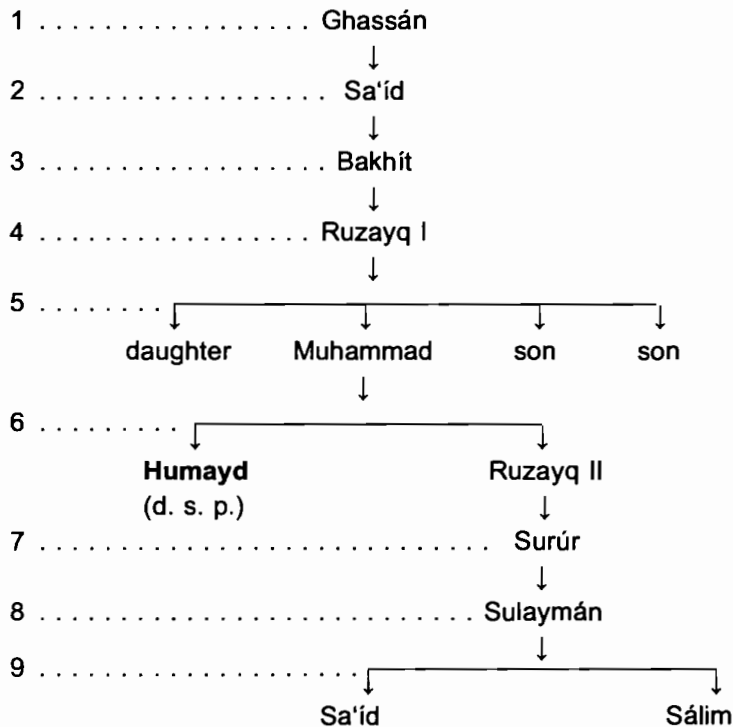 1 . . . . . . . . . . . . . . . . . Ghassán
2 . . . . . . . . . . . . . . . . . . Sa‘íd
3 . . . . . . . . . . . . . . . . . . Bakhít
4 . . . . . . . . . . . . . . . . . Ruzayq I
5 . . . . . . . .
daughter Muhammad son son
6 . . . . . . . . .
Humayd Ruzayq II
(d. s. p.)
7 . . . . . . . . . . . . . . . . . . . . . . . . . . . . Surúr
8 . . . . . . . . . . . . . . . . . . . . . . . . . . . Sulaymán
9 . . . . . . . . . . . . . . . . . . . .
Sa‘íd Sálim